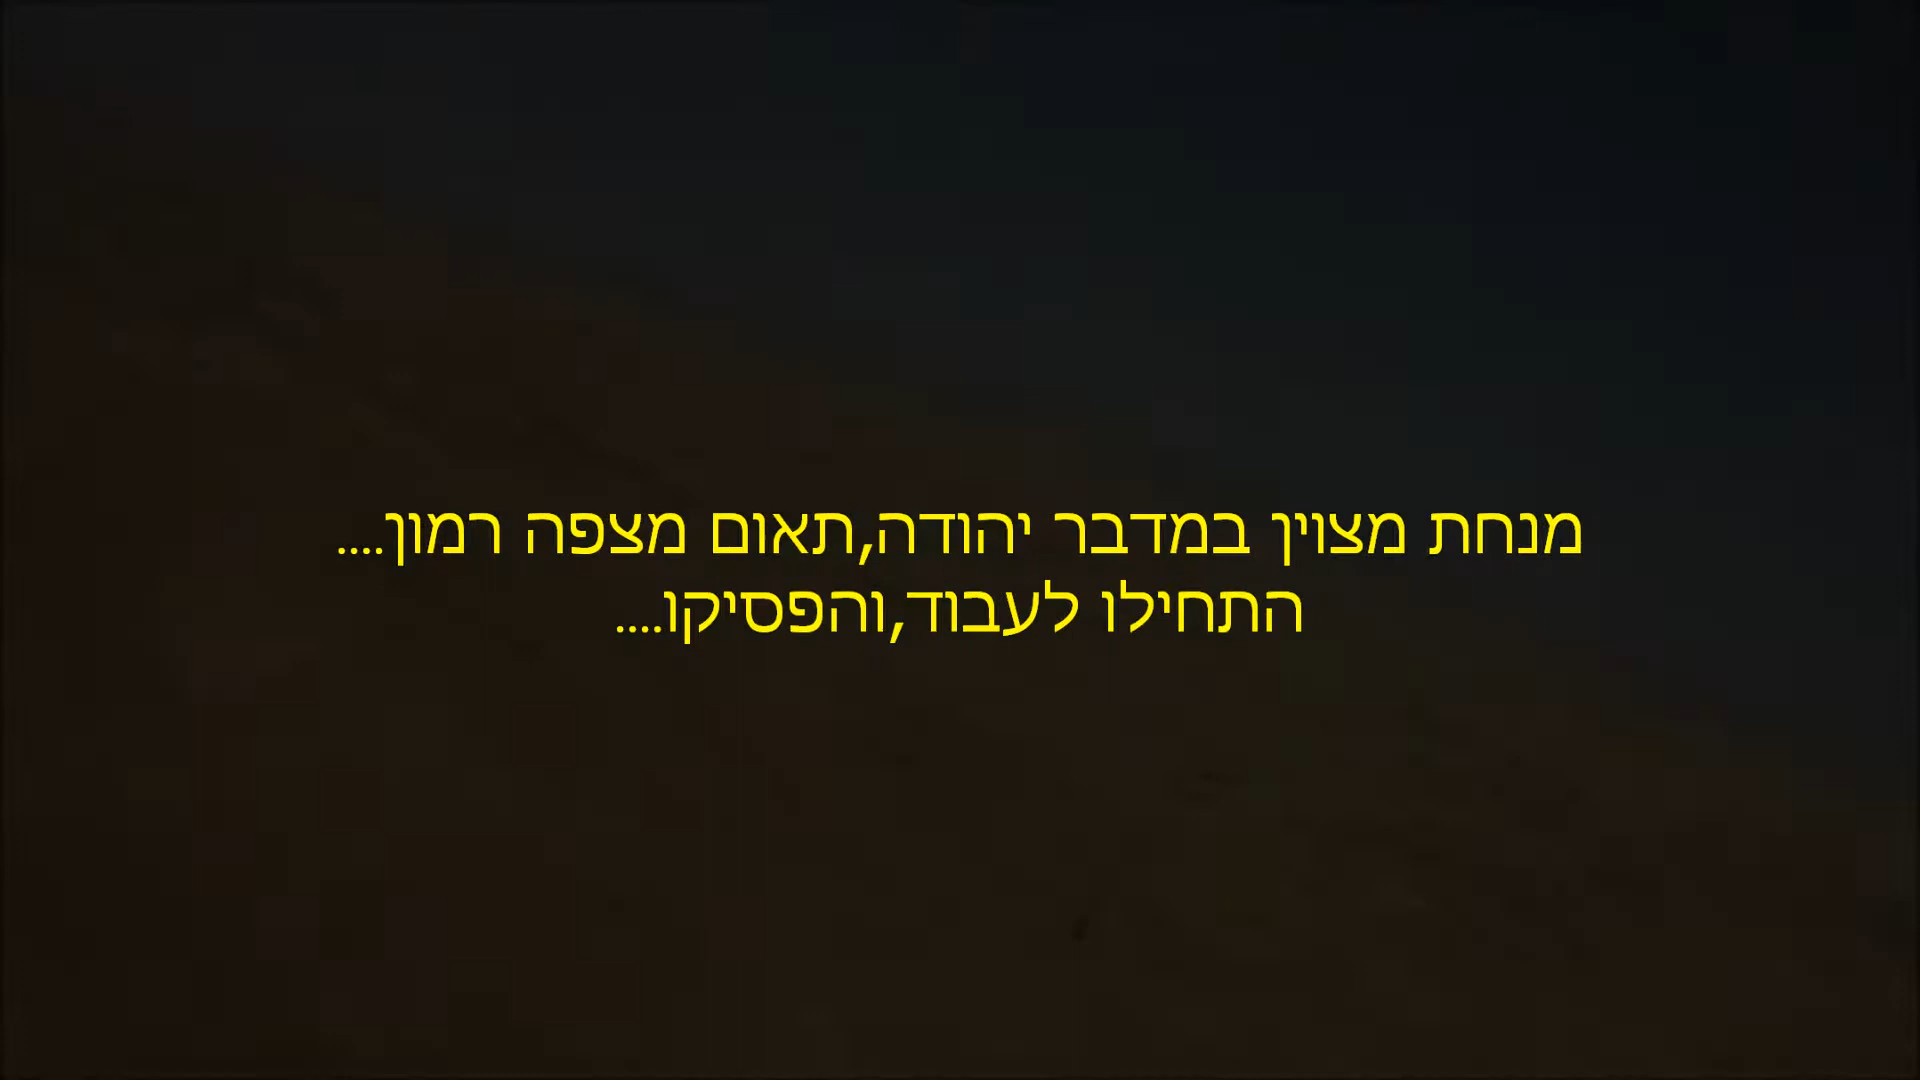 מנחת מצוין במדבר יהודה,תאום מצפה רמון....
התחילו לעבוד,והפסיקו....